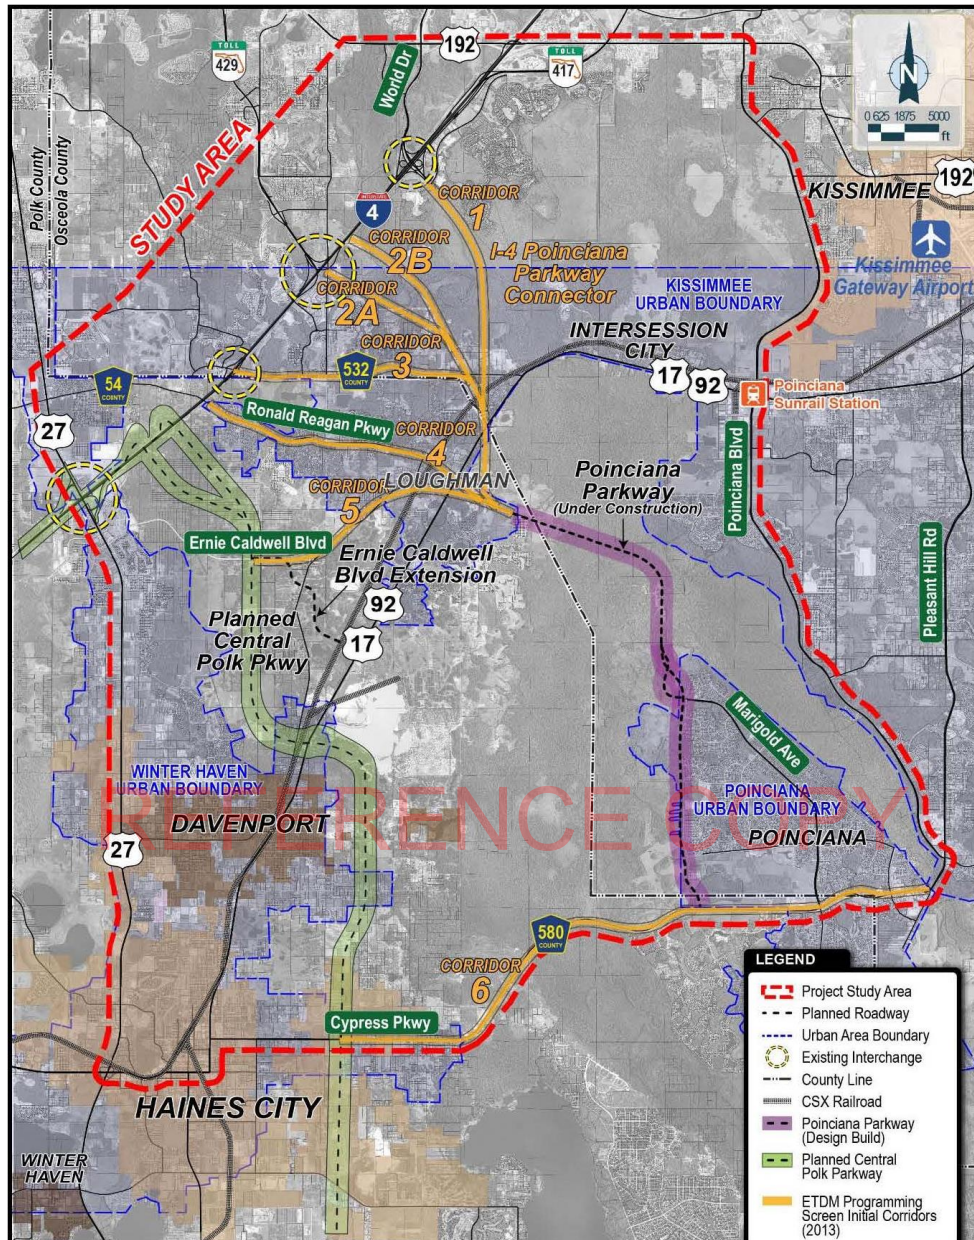 192
TOLL
429
World Dr
TOLL
417
N
0 625 1875 5000
ft
STUDY AREA
Polk County
Osceola County
KISSIMMEE
192
CORRIDOR
1
INTERSTATE
4
CORRIDOR
2B
I-4 Poinciana
Parkway
Connector
Kissimmee
Gateway Airport
CORRIDOR
2A
KISSIMMEE
URBAN BOUNDARY
INTERSESSION
CITY
CORRIDOR
3
54
COUNTY
532
COUNTY
17
92
Poinciana
Sunrail Station
27
Ronald Reagan Pkwy
CORRIDOR
4
Poinciana Blvd
LOUGHMAN
CORRIDOR
5
Poinciana
Parkway
(Under Construction)
Ernie Caldwell Blvd
Ernie Caldwell
Blvd Extension
Pleasant Hill Rd
92
17
Planned
Central
Polk Pkwy
Marigold Ave
WINTER HAVEN
URBAN BOUNDARY
POINCIANA
URBAN BOUNDARY
REFERENCE COPY
DAVENPORT
POINCIANA
27
580
COUNTY
CORRIDOR
6
Cypress Pkwy
HAINES CITY
WINTER
HAVEN
LEGEND
Project Study Area
Planned Roadway
Urban Area Boundary
Existing Interchange
County Line
CSX Railroad
Poinciana Parkway
(Design Build)
Planned Central
Polk Parkway
ETDM Programming
Screen Initial Corridors
(2013)